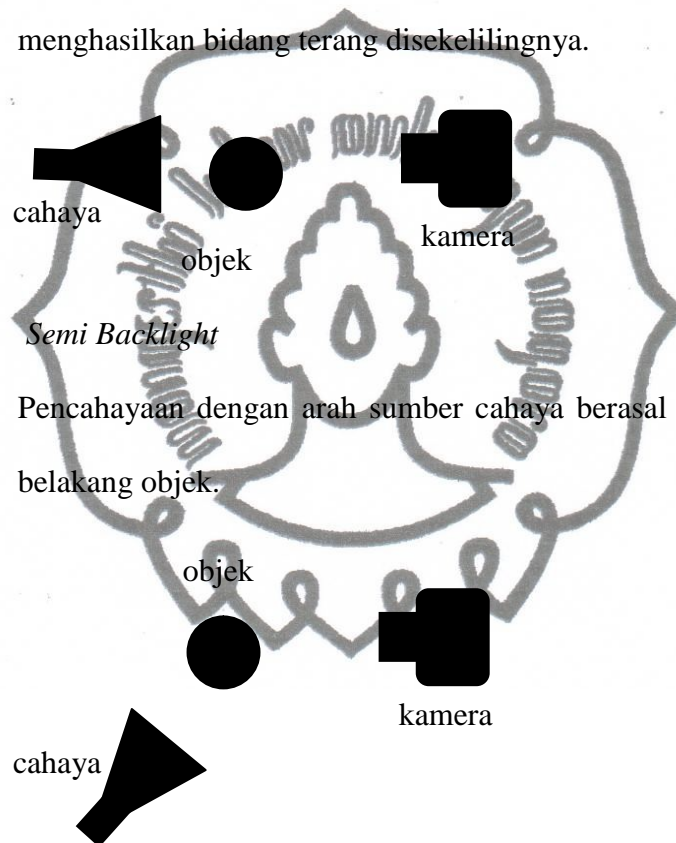 menghasilkan bidang terang disekelilingnya.
cahaya
objek
kamera
Semi Backlight
Pencahayaan dengan arah sumber cahaya berasal
belakang objek.
objek
kamera
cahaya